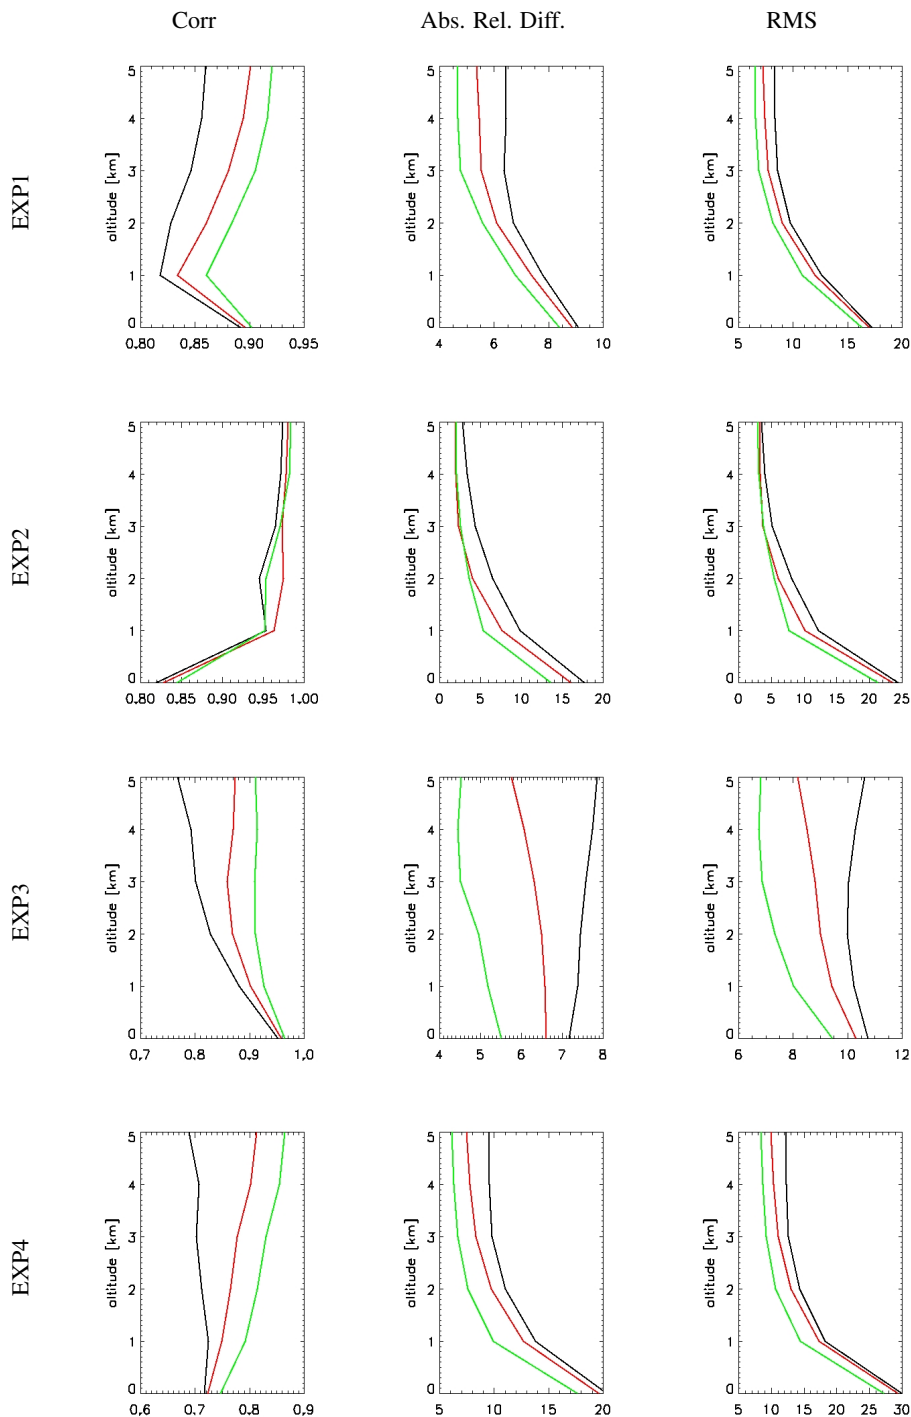 Corr Abs. Rel. Diff. RMS
EXP1
altitude [km] altitude [km] altitude [km]
5 5 5
4 4 4
3 3 3
2 2 2
1 1 1
0 0 0
0.80 0.85 0.90 0.95 4 6 8 10 5 10 15 20
EXP2
altitude [km] altitude [km] altitude [km]
5 5 5
4 4 4
3 3 3
2 2 2
1 1 1
0 0 0
0.80 0.85 0.90 0.95 1.00 0 5 10 15 20 0 5 10 15 20 25
EXP3
altitude [km] altitude [km] altitude [km]
5 5 5
4 4 4
3 3 3
2 2 2
1 1 1
0 0 0
0.7 0.8 0.9 1.0 4 5 6 7 8 6 8 10 12
EXP4
altitude [km] altitude [km] altitude [km]
5 5 5
4 4 4
3 3 3
2 2 2
1 1 1
0 0 0
0.6 0.7 0.8 0.9 5 10 15 20 5 10 15 20 25 30